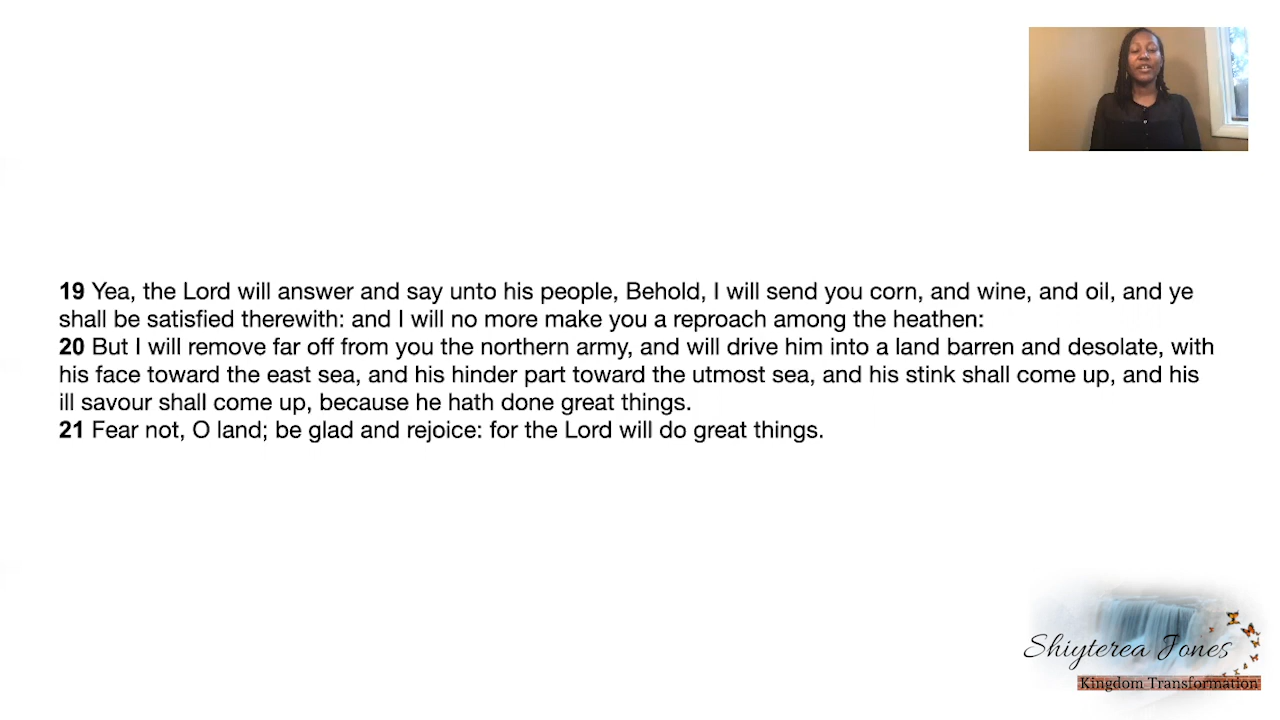 19 Yea, the Lord will answer and say unto his people, Behold, I will send you corn, and wine, and oil, and ye
shall be satisfied therewith: and I will no more make you a reproach among the heathen:
20 But I will remove far off from you the northern army, and will drive him into a land barren and desolate, with
his face toward the east sea, and his hinder part toward the utmost sea, and his stink shall come up, and his
ill savour shall come up, because he hath done great things.
21 Fear not, O land; be glad and rejoice: for the Lord will do great things.
Shiyterea Jones
Kingdom Transformation